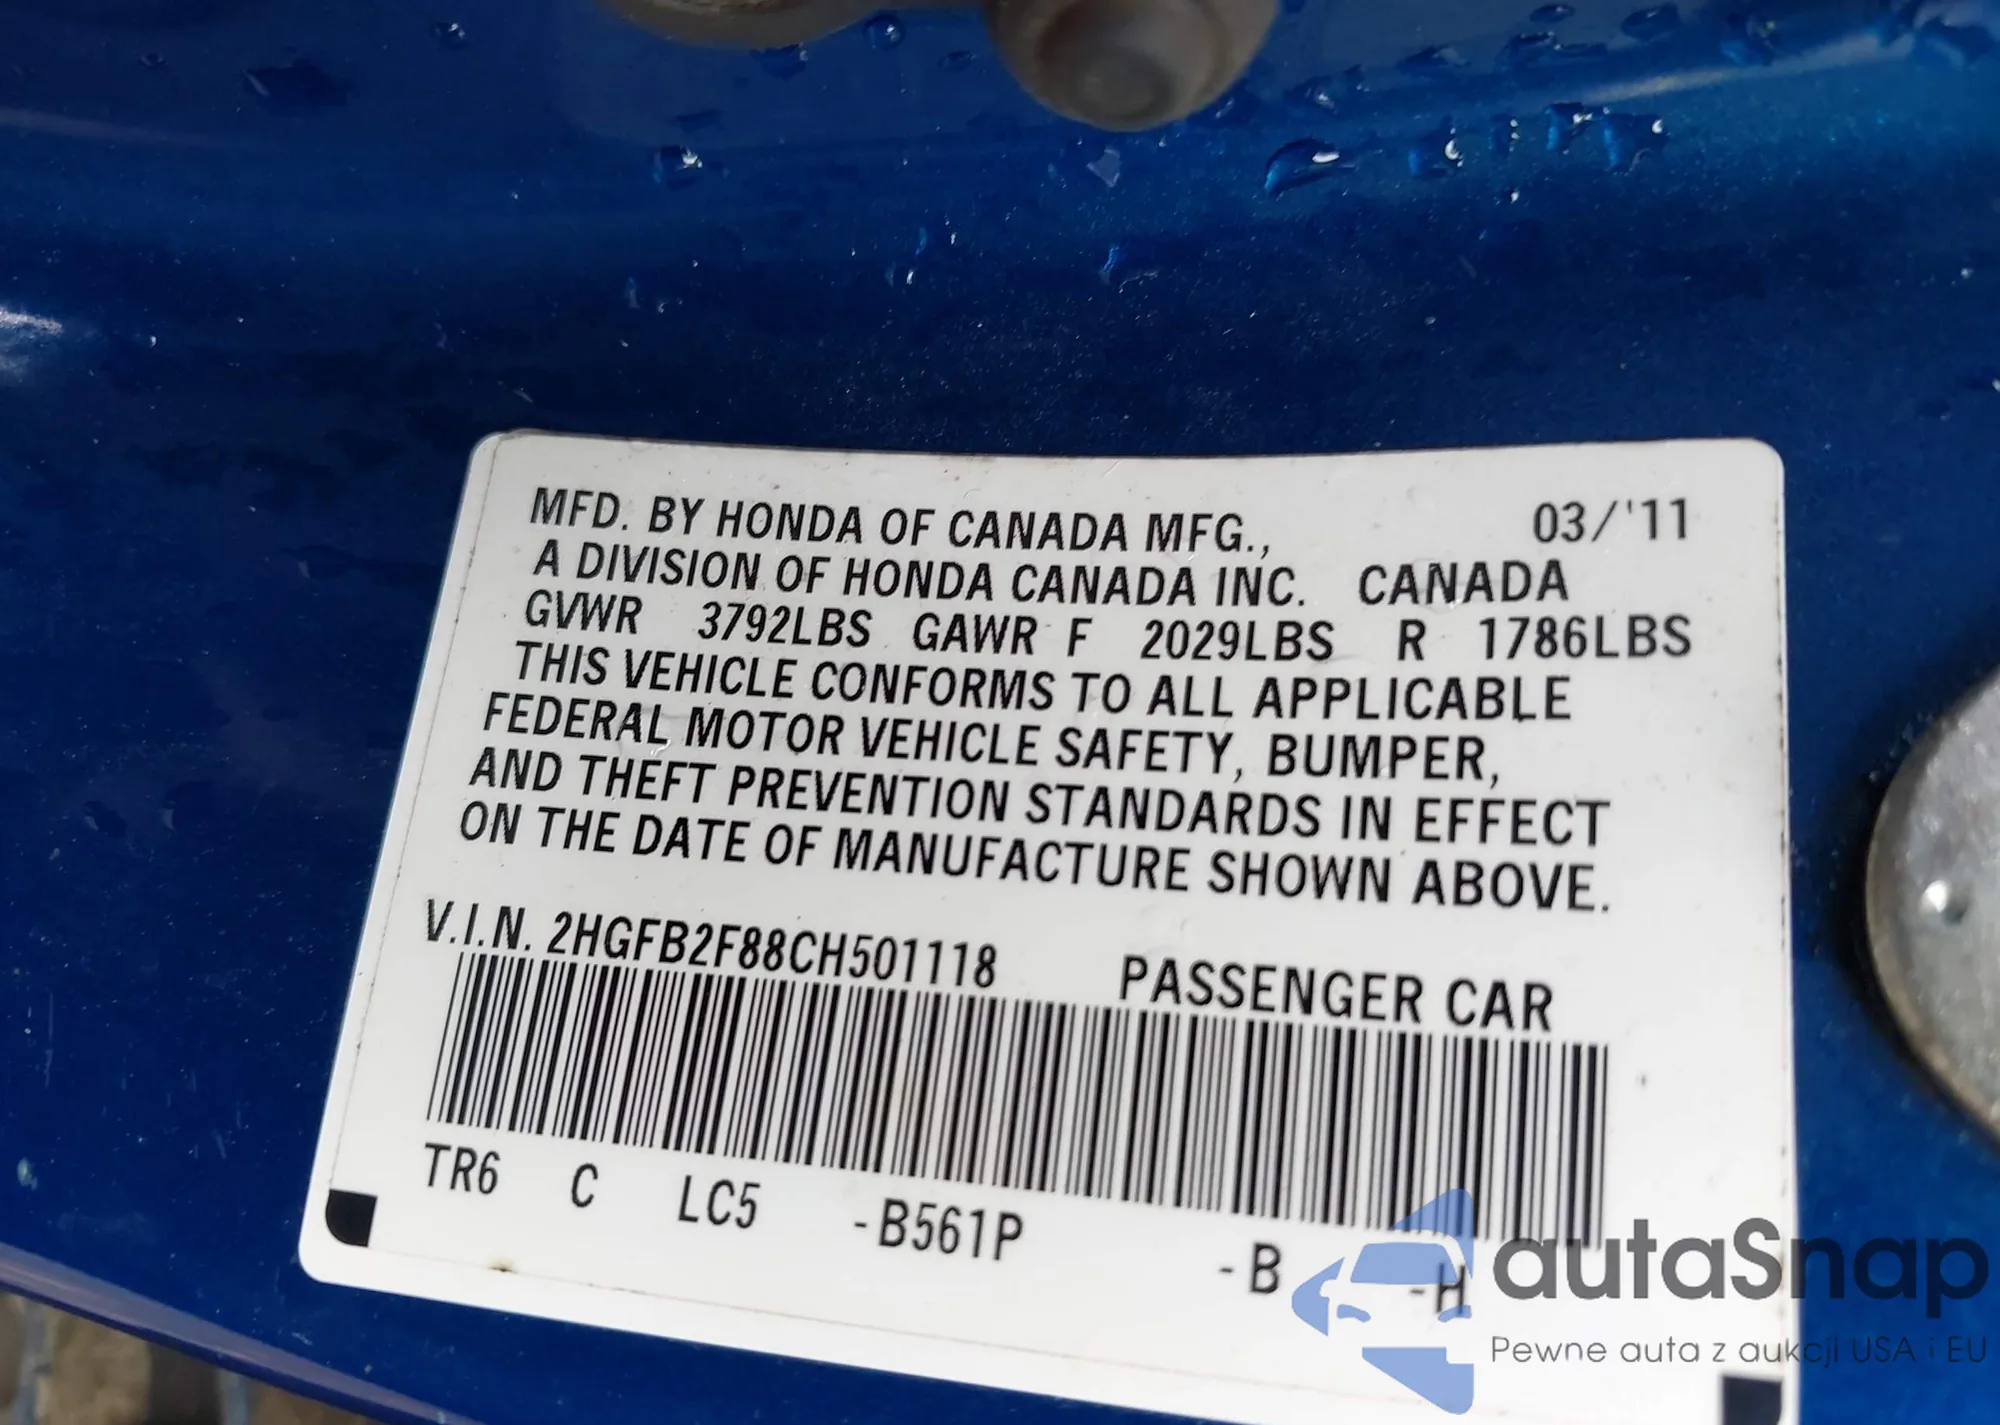 MFD. BY HONDA OF CANADA MFG., 03/'11
A DIVISION OF HONDA CANADA INC. CANADA
GVWR 3792LBS GAWR F 2029LBS R 1786LBS
THIS VEHICLE CONFORMS TO ALL APPLICABLE
FEDERAL MOTOR VEHICLE SAFETY, BUMPER,
AND THEFT PREVENTION STANDARDS IN EFFECT
ON THE DATE OF MANUFACTURE SHOWN ABOVE.
V.I.N. 2HGFB2F88CH501118 PASSENGER CAR
TR6 C LC5 -B561P -B -H
autaSnap
Pewne auta z aukcji USA i EU